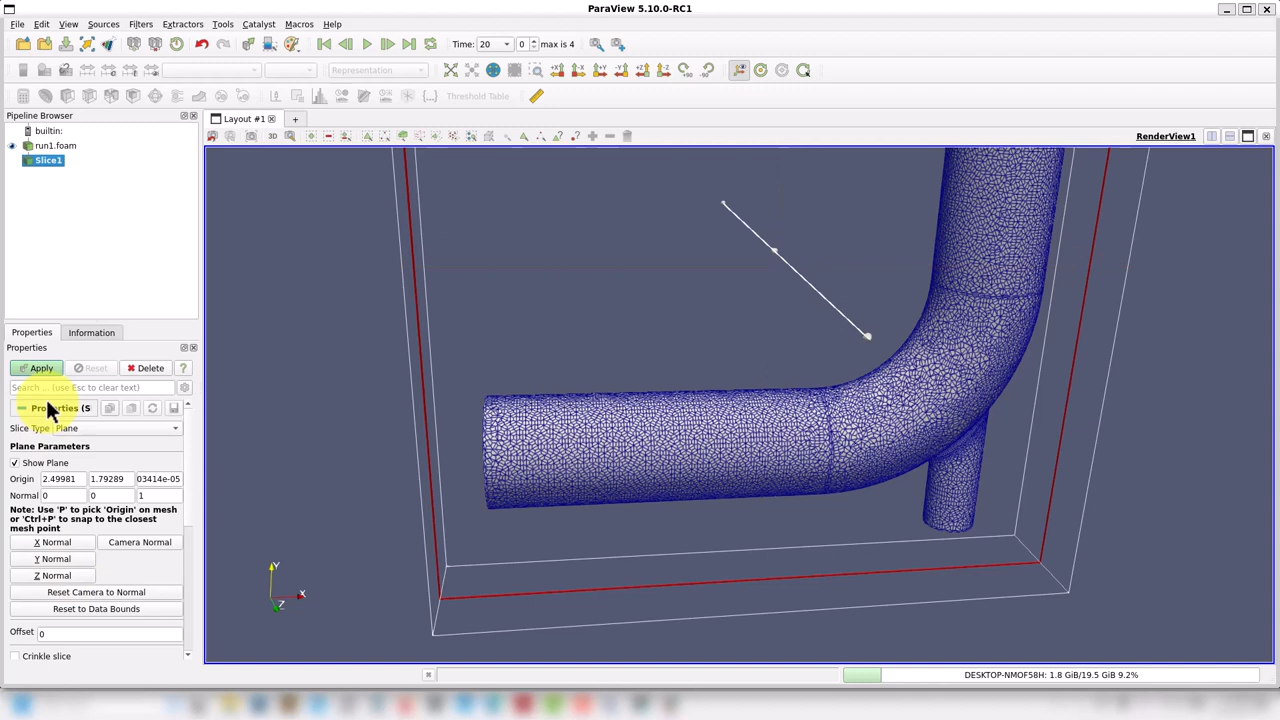 ParaView 5.10.0-RC1
File Edit View Sources Filters Extractors Tools Catalyst Macros Help
Time: 20 0 max is 4
Representation
Threshold Table
Pipeline Browser
Layout #1 +
builtin:
run1.foam
Slice1
3D
RenderView1
Properties Information
Properties
Apply Reset Delete ?
Search ... (use Esc to clear text)
Properties (S
Slice Type Plane
Plane Parameters
Show Plane
Origin 2.49981 1.79289 03414e-05
Normal 0 0 1
Note: Use 'P' to pick 'Origin' on mesh
or 'Ctrl+P' to snap to the closest
mesh point
X Normal Camera Normal
Y Normal
Z Normal
Reset Camera to Normal
Reset to Data Bounds
Offset 0
Crinkle slice
Y
X
Z
DESKTOP-NMOF58H: 1.8 GiB/19.5 GiB 9.2%